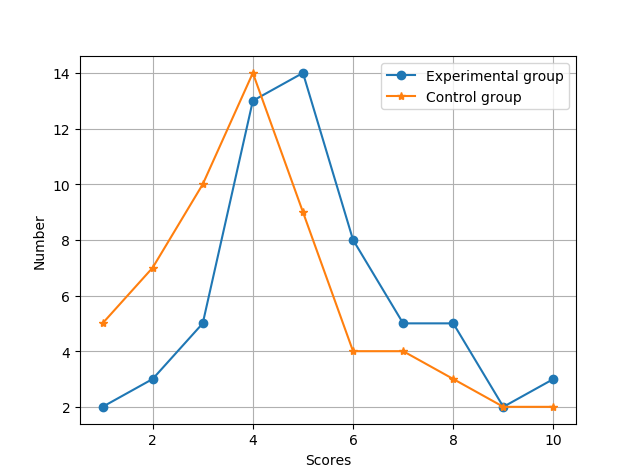 Experimental group
Control group
14
12
10
8
6
4
2
Number
2 4 6 8 10
Scores